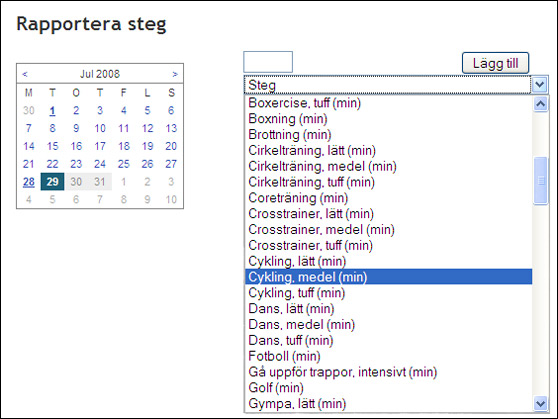 Rapportera steg
< Jul 2008 >
M T O T F L S
30 1 2 3 4 5 6
7 8 9 10 11 12 13
14 15 16 17 18 19 20
21 22 23 24 25 26 27
28 29 30 31 1 2 3
4 5 6 7 8 9 10
Lägg till
Steg
Boxercise, tuff (min)
Boxning (min)
Brottning (min)
Cirkelträning, lätt (min)
Cirkelträning, medel (min)
Cirkelträning, tuff (min)
Coreträning (min)
Crosstrainer, lätt (min)
Crosstrainer, medel (min)
Crosstrainer, tuff (min)
Cykling, lätt (min)
Cykling, medel (min)
Cykling, tuff (min)
Dans, lätt (min)
Dans, medel (min)
Dans, tuff (min)
Fotboll (min)
Gå uppför trappor, intensivt (min)
Golf (min)
Gympa, lätt (min)